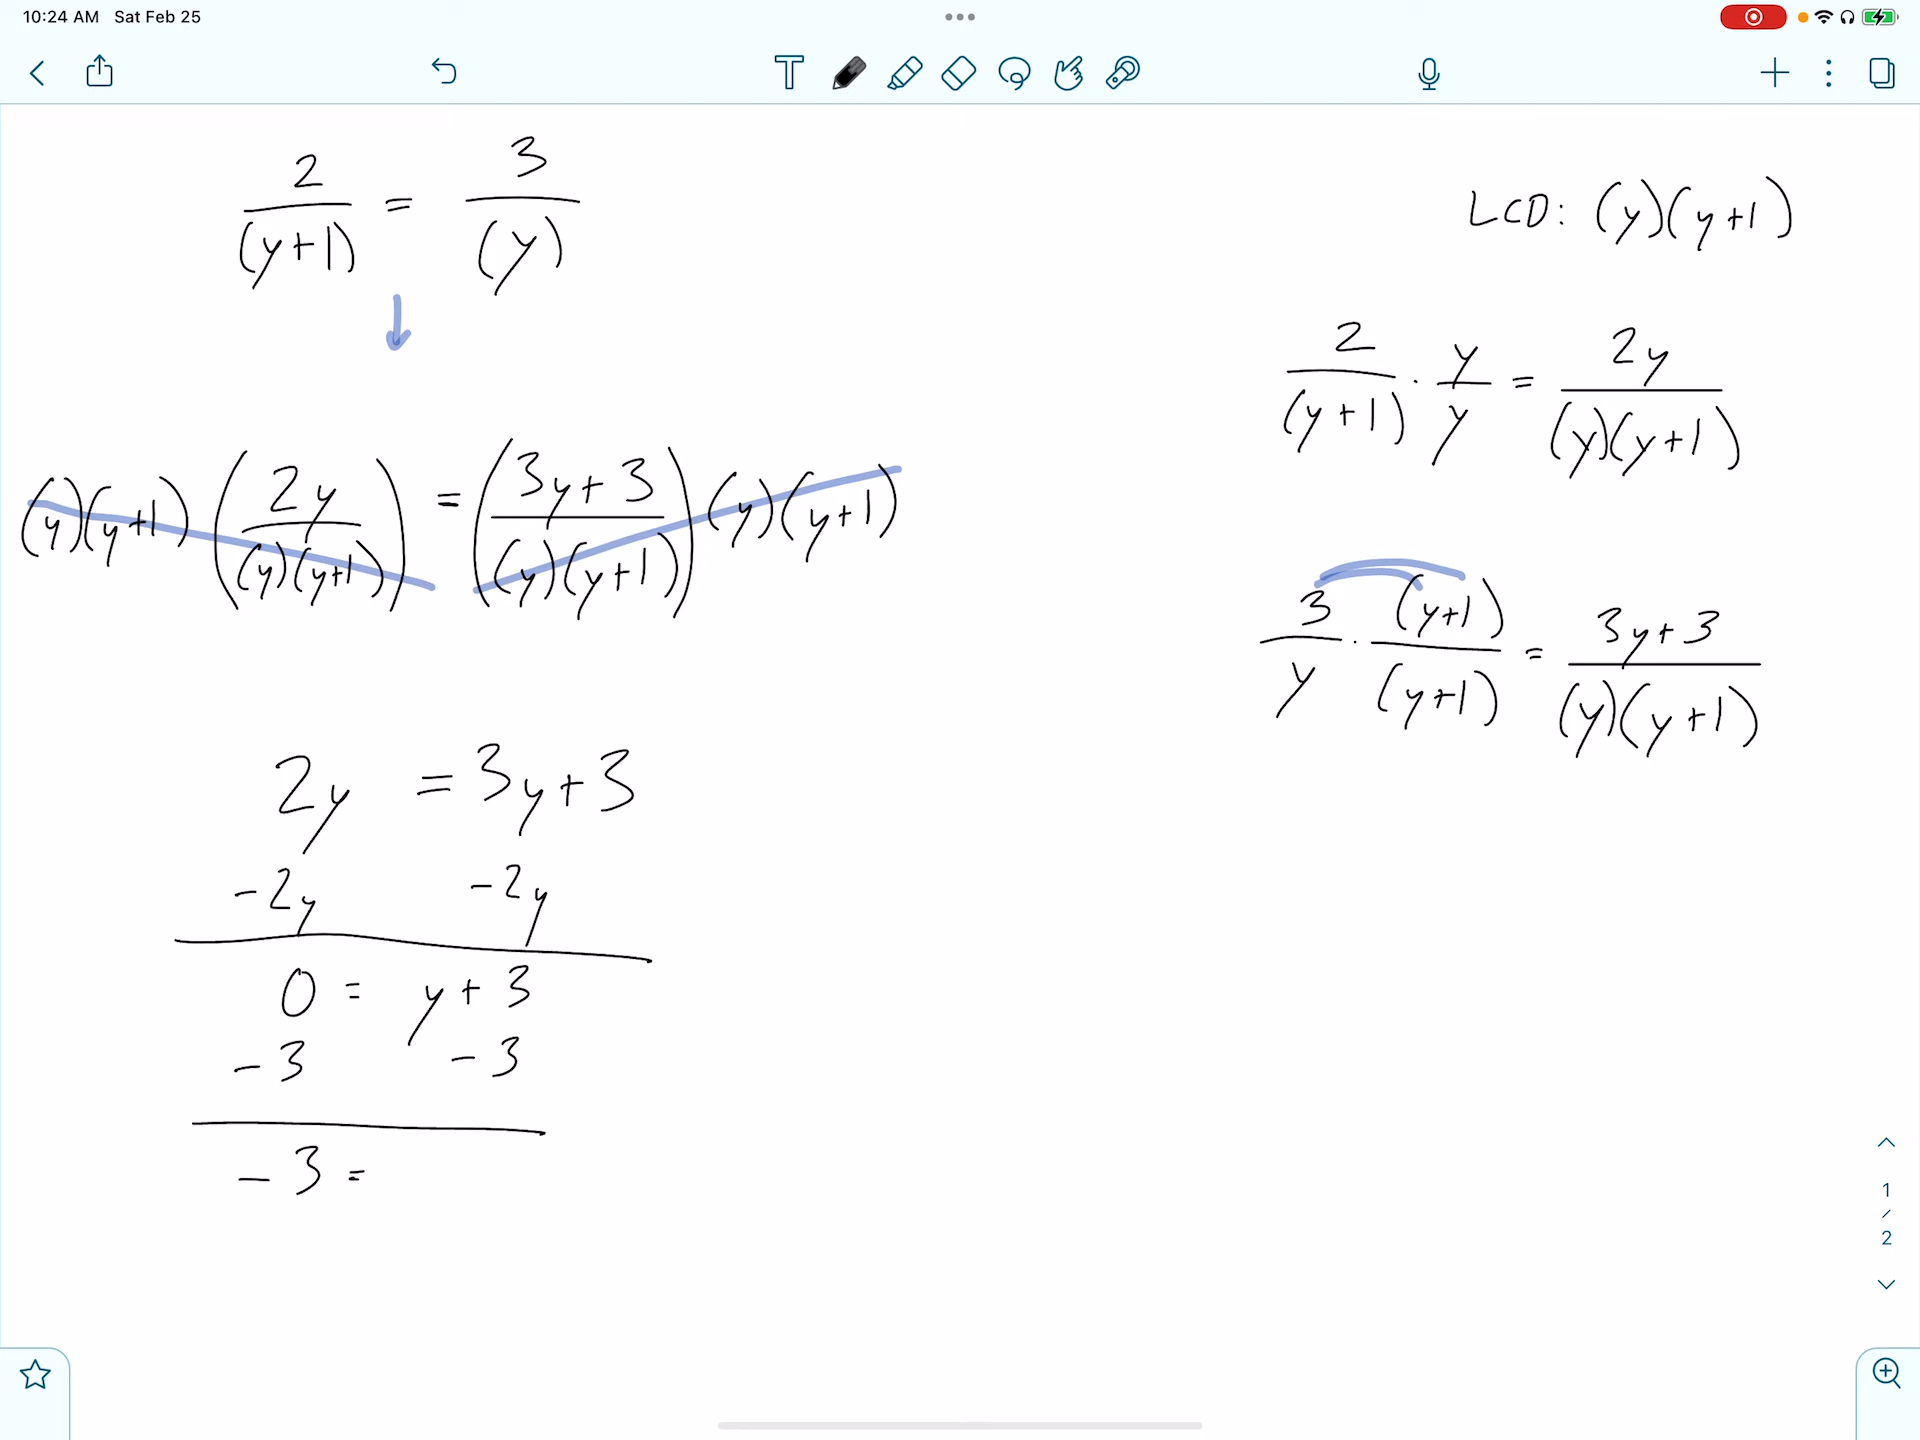 10:24 AM Sat Feb 25
T
2/(y+1) = 3/(y)
LCD: (y)(y+1)
2/(y+1) · y/y = 2y/(y)(y+1)
(y)(y+1) (2y/(y)(y+1)) = (3y+3/(y)(y+1)) (y)(y+1)
3/y · (y+1)/(y+1) = 3y+3/(y)(y+1)
2y = 3y+3
-2y -2y
0 = y+3
-3 -3
-3 =
1
/
2